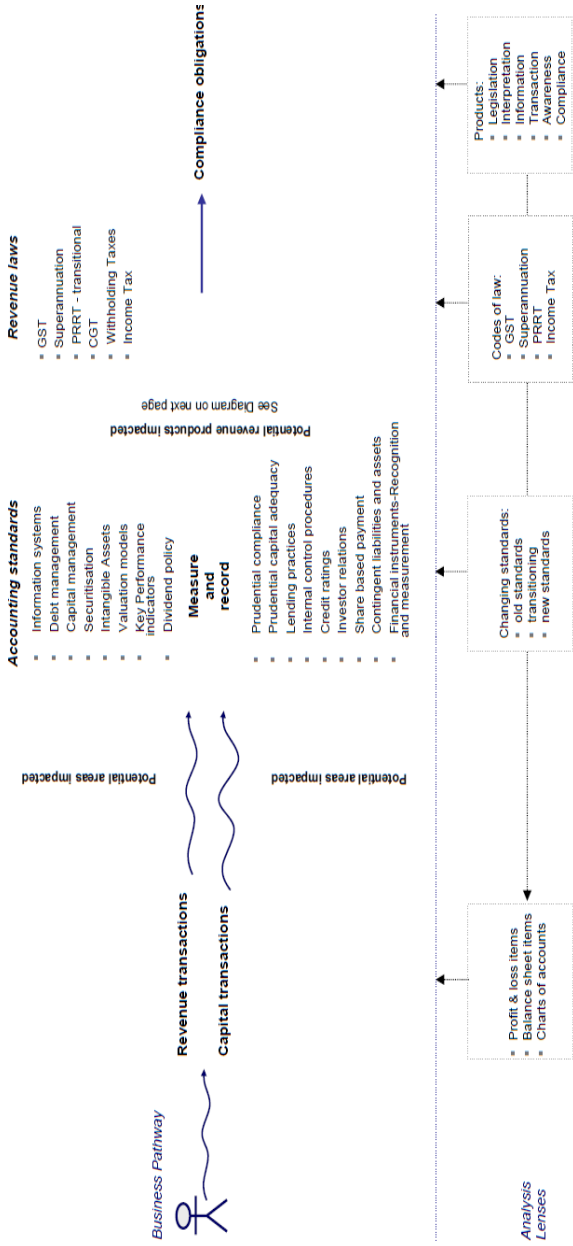 Business Pathway
Revenue transactions
Capital transactions
Potential areas impacted
Potential areas impacted
Accounting standards
Information systems
Debt management
Capital management
Securitisation
Intangible Assets
Valuation models
Key Performance
indicators
Dividend policy
Measure
and
record
Prudential compliance
Prudential capital adequacy
Lending practices
Internal control procedures
Credit ratings
Investor relations
Share based payment
Contingent liabilities and assets
Financial instruments-Recognition
and measurement
Potential revenue products impacted
See Diagram on next page
Revenue laws
GST
Superannuation
PRRT - transitional
CGT
Withholding Taxes
Income Tax
Compliance obligations
Analysis
Lenses
Profit & loss items
Balance sheet items
Charts of accounts
Changing standards:
old standards
transitioning
new standards
Codes of law:
GST
Superannuation
PRRT
Income Tax
Products:
Legislation
Interpretation
Information
Transaction
Awareness
Compliance